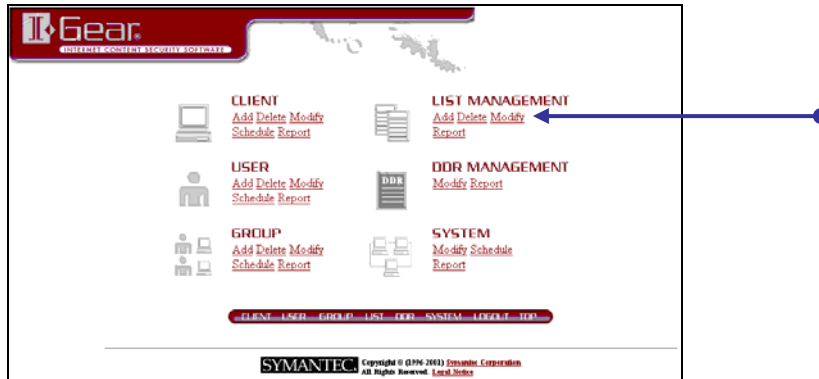 I-Gear
INTERNET CONTENT SECURITY SOFTWARE
CLIENT
Add Delete Modify
Schedule Report
LIST MANAGEMENT
Add Delete Modify
Report
USER
Add Delete Modify
Schedule Report
DDR
DDR MANAGEMENT
Modify Report
GROUP
Add Delete Modify
Schedule Report
SYSTEM
Modify Schedule
Report
CLIENT USER GROUP LIST DDR SYSTEM LOGOUT TOP
SYMANTEC.
Copyright © (1996-2001) Symantec Corporation
All Rights Reserved. Legal Notice